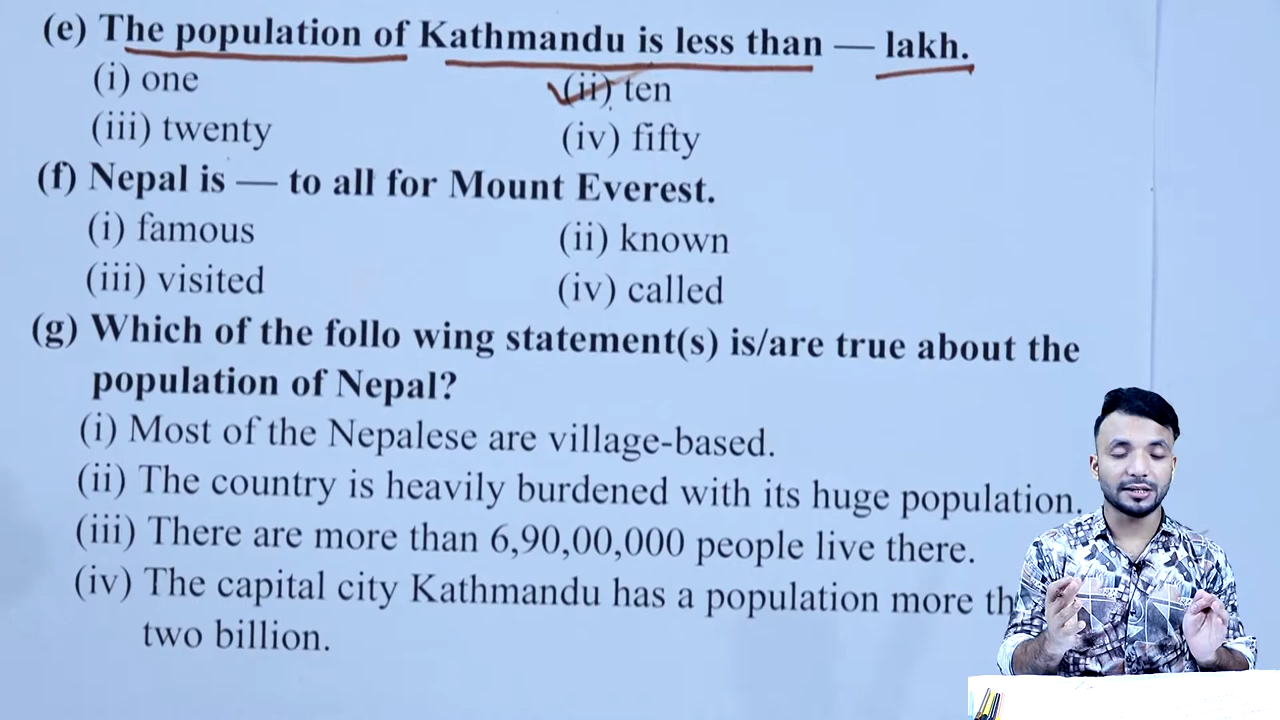 (e) The population of Kathmandu is less than — lakh.
(i) one (ii) ten
(iii) twenty (iv) fifty
(f) Nepal is — to all for Mount Everest.
(i) famous (ii) known
(iii) visited (iv) called
(g) Which of the follo wing statement(s) is/are true about the
population of Nepal?
(i) Most of the Nepalese are village-based.
(ii) The country is heavily burdened with its huge population.
(iii) There are more than 6,90,00,000 people live there.
(iv) The capital city Kathmandu has a population more
two billion.